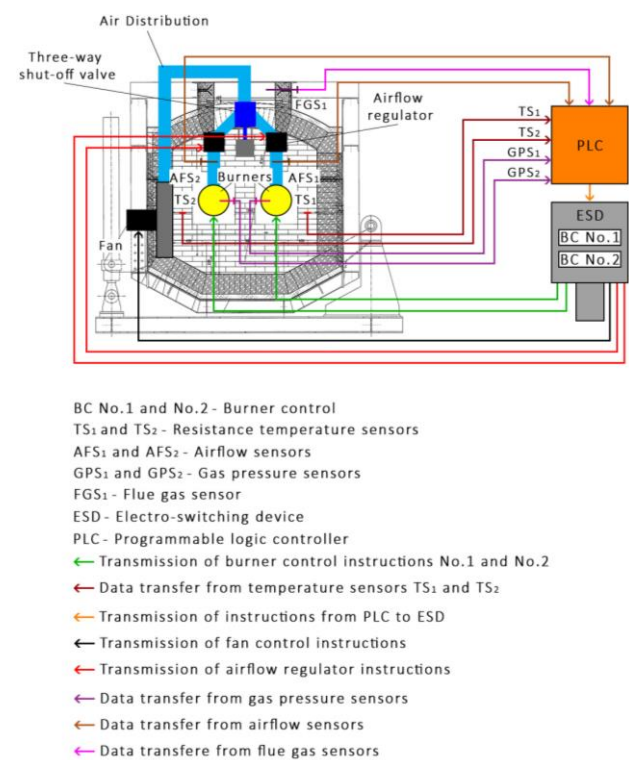 Air Distribution
Three-way
shut-off valve
FGS1
Airflow
regulator
TS1
TS2
GPS1
GPS2
PLC
AFS2
Burners
AFS1
TS2
TS1
Fan
ESD
BC No.1
BC No.2
BC No.1 and No.2 - Burner control
TS1 and TS2 - Resistance temperature sensors
AFS1 and AFS2 - Airflow sensors
GPS1 and GPS2 - Gas pressure sensors
FGS1 - Flue gas sensor
ESD - Electro-switching device
PLC - Programmable logic controller
← Transmission of burner control instructions No.1 and No.2
← Data transfer from temperature sensors TS1 and TS2
← Transmission of instructions from PLC to ESD
← Transmission of fan control instructions
← Transmission of airflow regulator instructions
← Data transfer from gas pressure sensors
← Data transfer from airflow sensors
← Data transfere from flue gas sensors